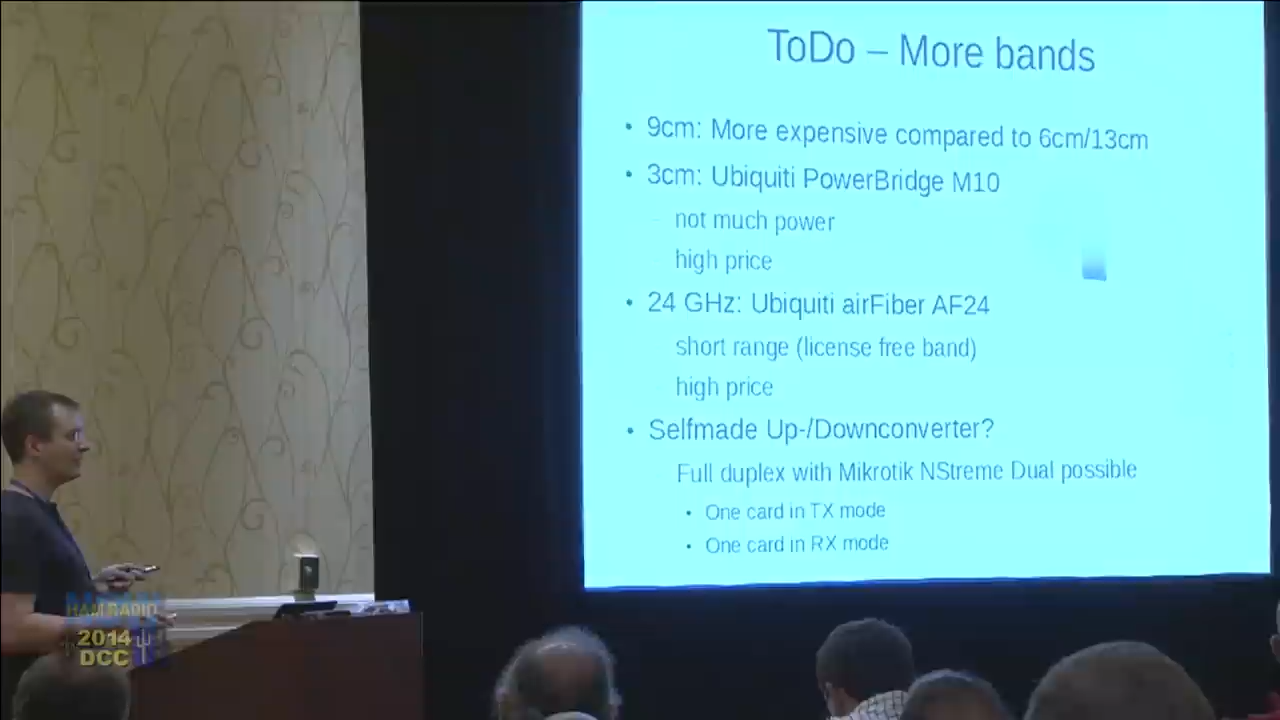 ToDo – More bands
• 9cm: More expensive compared to 6cm/13cm
• 3cm: Ubiquiti PowerBridge M10
– not much power
high price
• 24 GHz: Ubiquiti airFiber AF24
short range (license free band)
high price
• Selfmade Up-/Downconverter?
Full duplex with Mikrotik NStreme Dual possible
• One card in TX mode
• One card in RX mode
HAM RADIO
2014
DCC